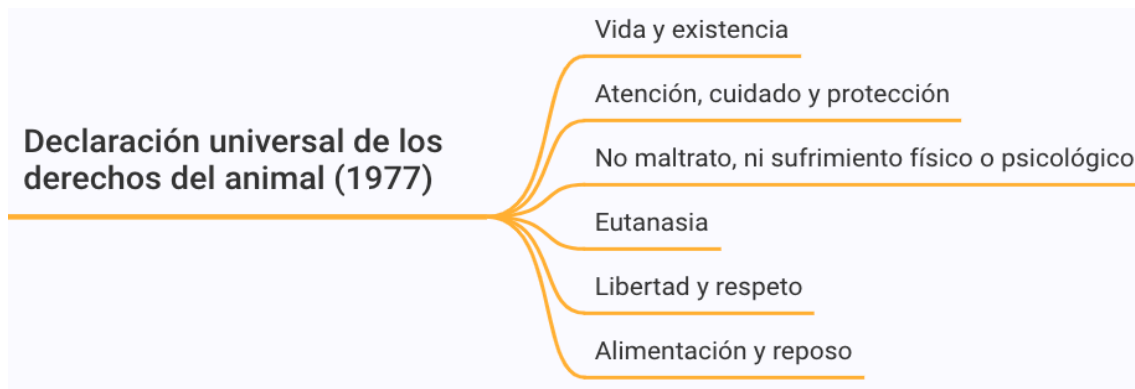 Declaración universal de los
derechos del animal (1977)
Vida y existencia
Atención, cuidado y protección
No maltrato, ni sufrimiento físico o psicológico
Eutanasia
Libertad y respeto
Alimentación y reposo